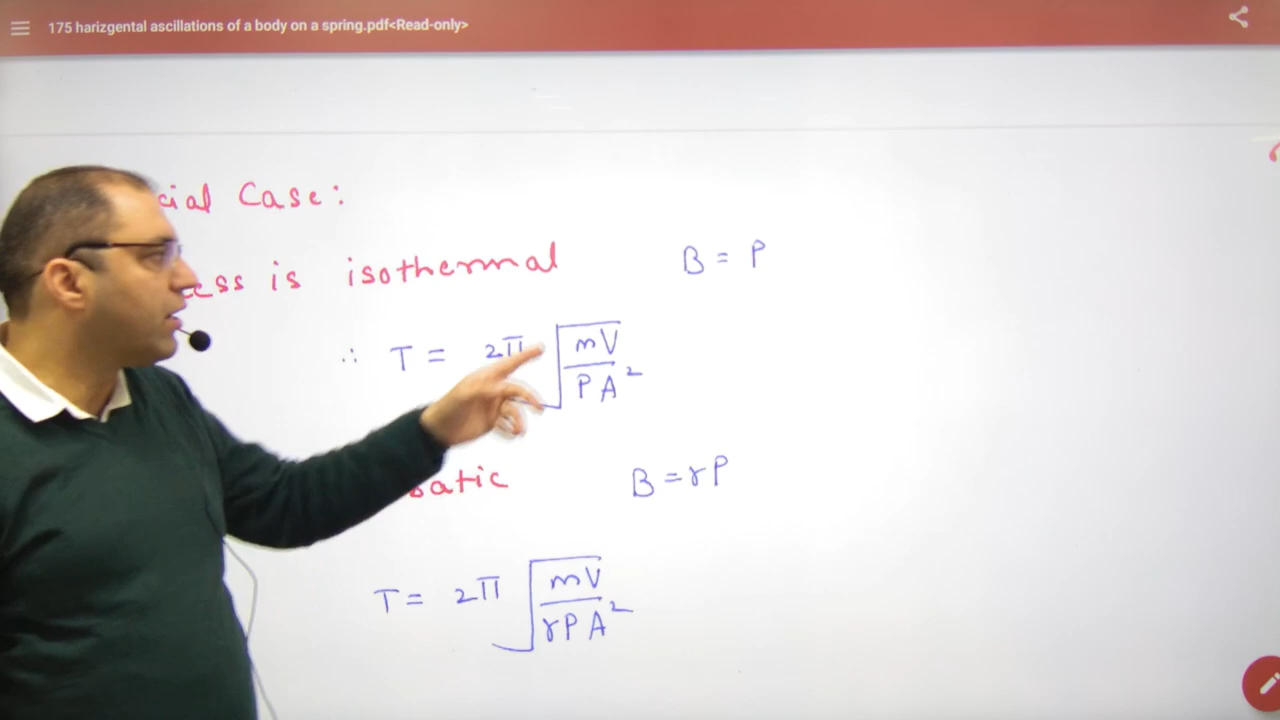 175 harizgental ascillations of a body on a spring.pdf<Read-only>
cial Case:
ess is isothermal B = P
∴ T = 2π √(mV/PA²)
batic B = γP
T = 2π √(mV/γPA²)